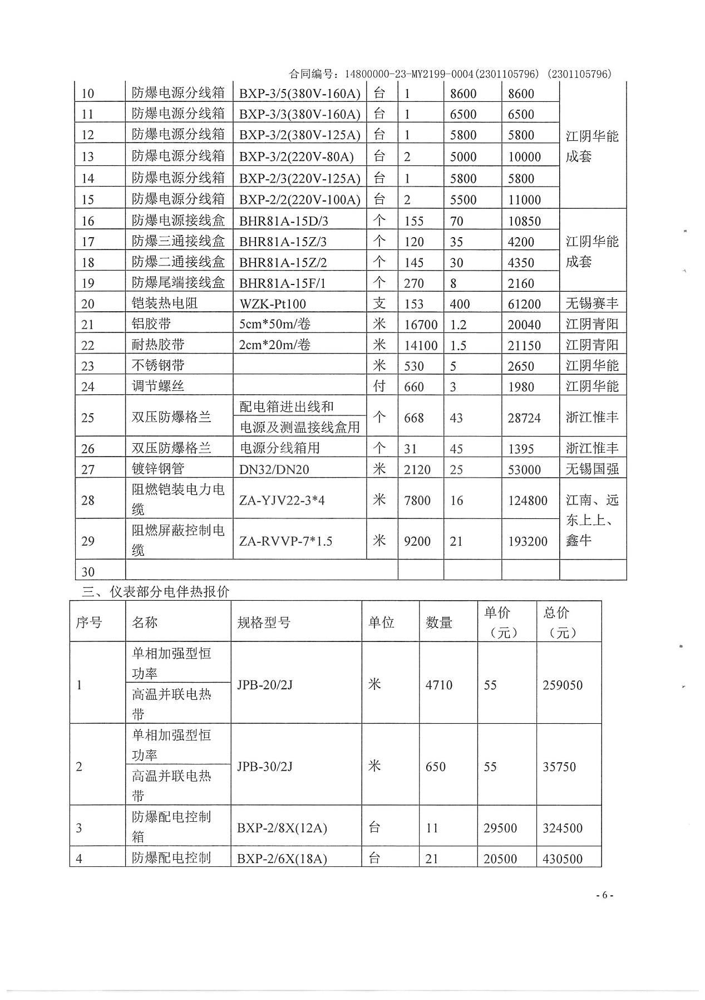 合同编号：14800000-23-MY2199-0004(2301105796) (2301105796)
10 防爆电源分线箱 BXP-3/5(380V-160A) 台 1 8600 8600
11 防爆电源分线箱 BXP-3/3(380V-160A) 台 1 6500 6500
12 防爆电源分线箱 BXP-3/2(380V-125A) 台 1 5800 5800 江阴华能
13 防爆电源分线箱 BXP-3/2(220V-80A) 台 2 5000 10000 成套
14 防爆电源分线箱 BXP-2/3(220V-125A) 台 1 5800 5800
15 防爆电源分线箱 BXP-2/2(220V-100A) 台 2 5500 11000
16 防爆电源接线盒 BHR81A-15D/3 个 155 70 10850
17 防爆三通接线盒 BHR81A-15Z/3 个 120 35 4200 江阴华能
18 防爆二通接线盒 BHR81A-15Z/2 个 145 30 4350 成套
19 防爆尾端接线盒 BHR81A-15F/1 个 270 8 2160
20 铠装热电阻 WZK-Pt100 支 153 400 61200 无锡赛丰
21 铝胶带 5cm*50m/卷 米 16700 1.2 20040 江阴青阳
22 耐热胶带 2cm*20m/卷 米 14100 1.5 21150 江阴青阳
23 不锈钢带 米 530 5 2650 江阴华能
24 调节螺丝 付 660 3 1980 江阴华能
配电箱进出线和
25 双压防爆格兰 个 668 43 28724 浙江惟丰
电源及测温接线盒用
26 双压防爆格兰 电源分线箱用 个 31 45 1395 浙江惟丰
27 镀锌钢管 DN32/DN20 米 2120 25 53000 无锡国强
阻燃铠装电力电
28 ZA-YJV22-3*4 米 7800 16 124800 江南、远
缆
东上上、
阻燃屏蔽控制电
29 ZA-RVVP-7*1.5 米 9200 21 193200 鑫牛
缆
30
三、仪表部分电伴热报价
序号 名称 规格型号 单位 数量 单价 总价
（元） （元）
单相加强型恒
功率
1 JPB-20/2J 米 4710 55 259050
高温并联电热
带
单相加强型恒
功率
2 JPB-30/2J 米 650 55 35750
高温并联电热
带
防爆配电控制
3 BXP-2/8X(12A) 台 11 29500 324500
箱
4 防爆配电控制 BXP-2/6X(18A) 台 21 20500 430500
- 6 -